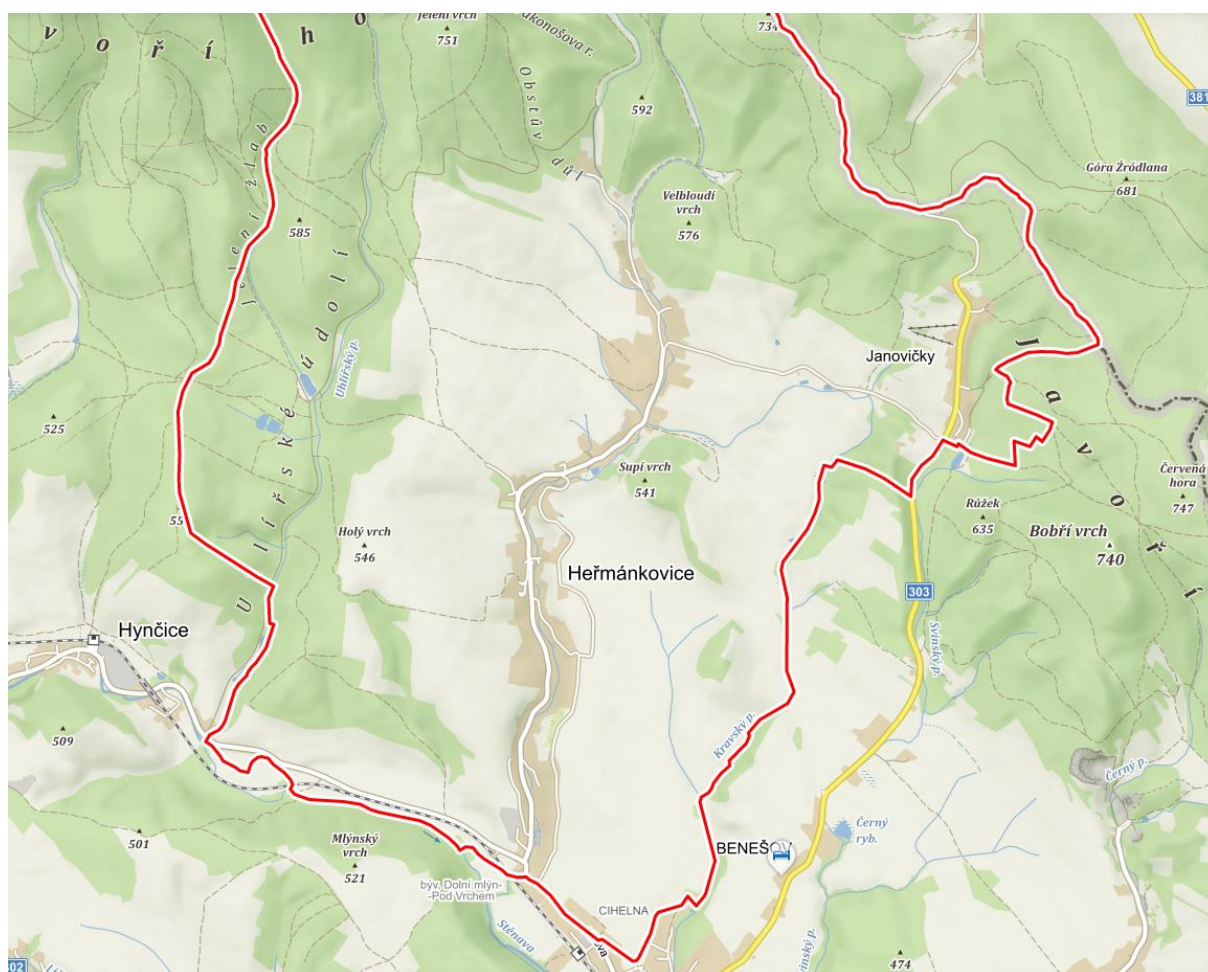 voří ho
Jelení vrch
751
734
592
381
Obstův důl
Góra Źródlana
681
Velbloudí
vrch
576
585
Jelení žlab
Uhlířský p.
Uhlířské údolí
Janovičky
Javoří
525
Supí vrch
541
Červená
hora
747
Růžek
635
Bobří vrch
740
Holý vrch
546
Heřmánkovice
303
Hynčice
Svinský p.
509
Kravský p.
Černý p.
501
Mlýnský
vrch
521
Černý
ryb.
BENEŠOV
býv. Dolní mlýn-
-Pod Vrchem
CIHELNA
Stěnava
474